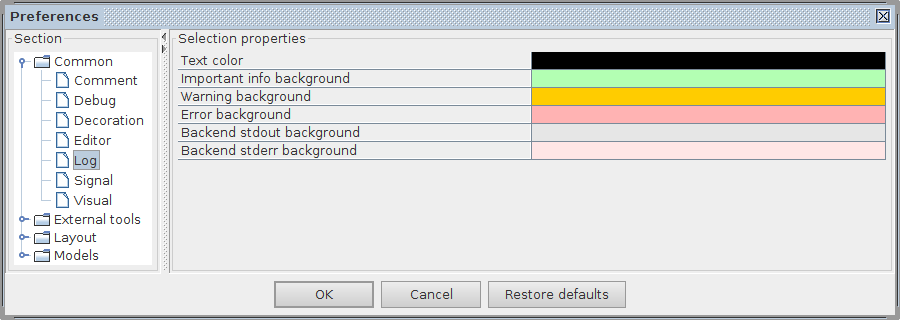 Preferences
Section
Common
Comment
Debug
Decoration
Editor
Log
Signal
Visual
External tools
Layout
Models
Selection properties
Text color
Important info background
Warning background
Error background
Backend stdout background
Backend stderr background
OK
Cancel
Restore defaults